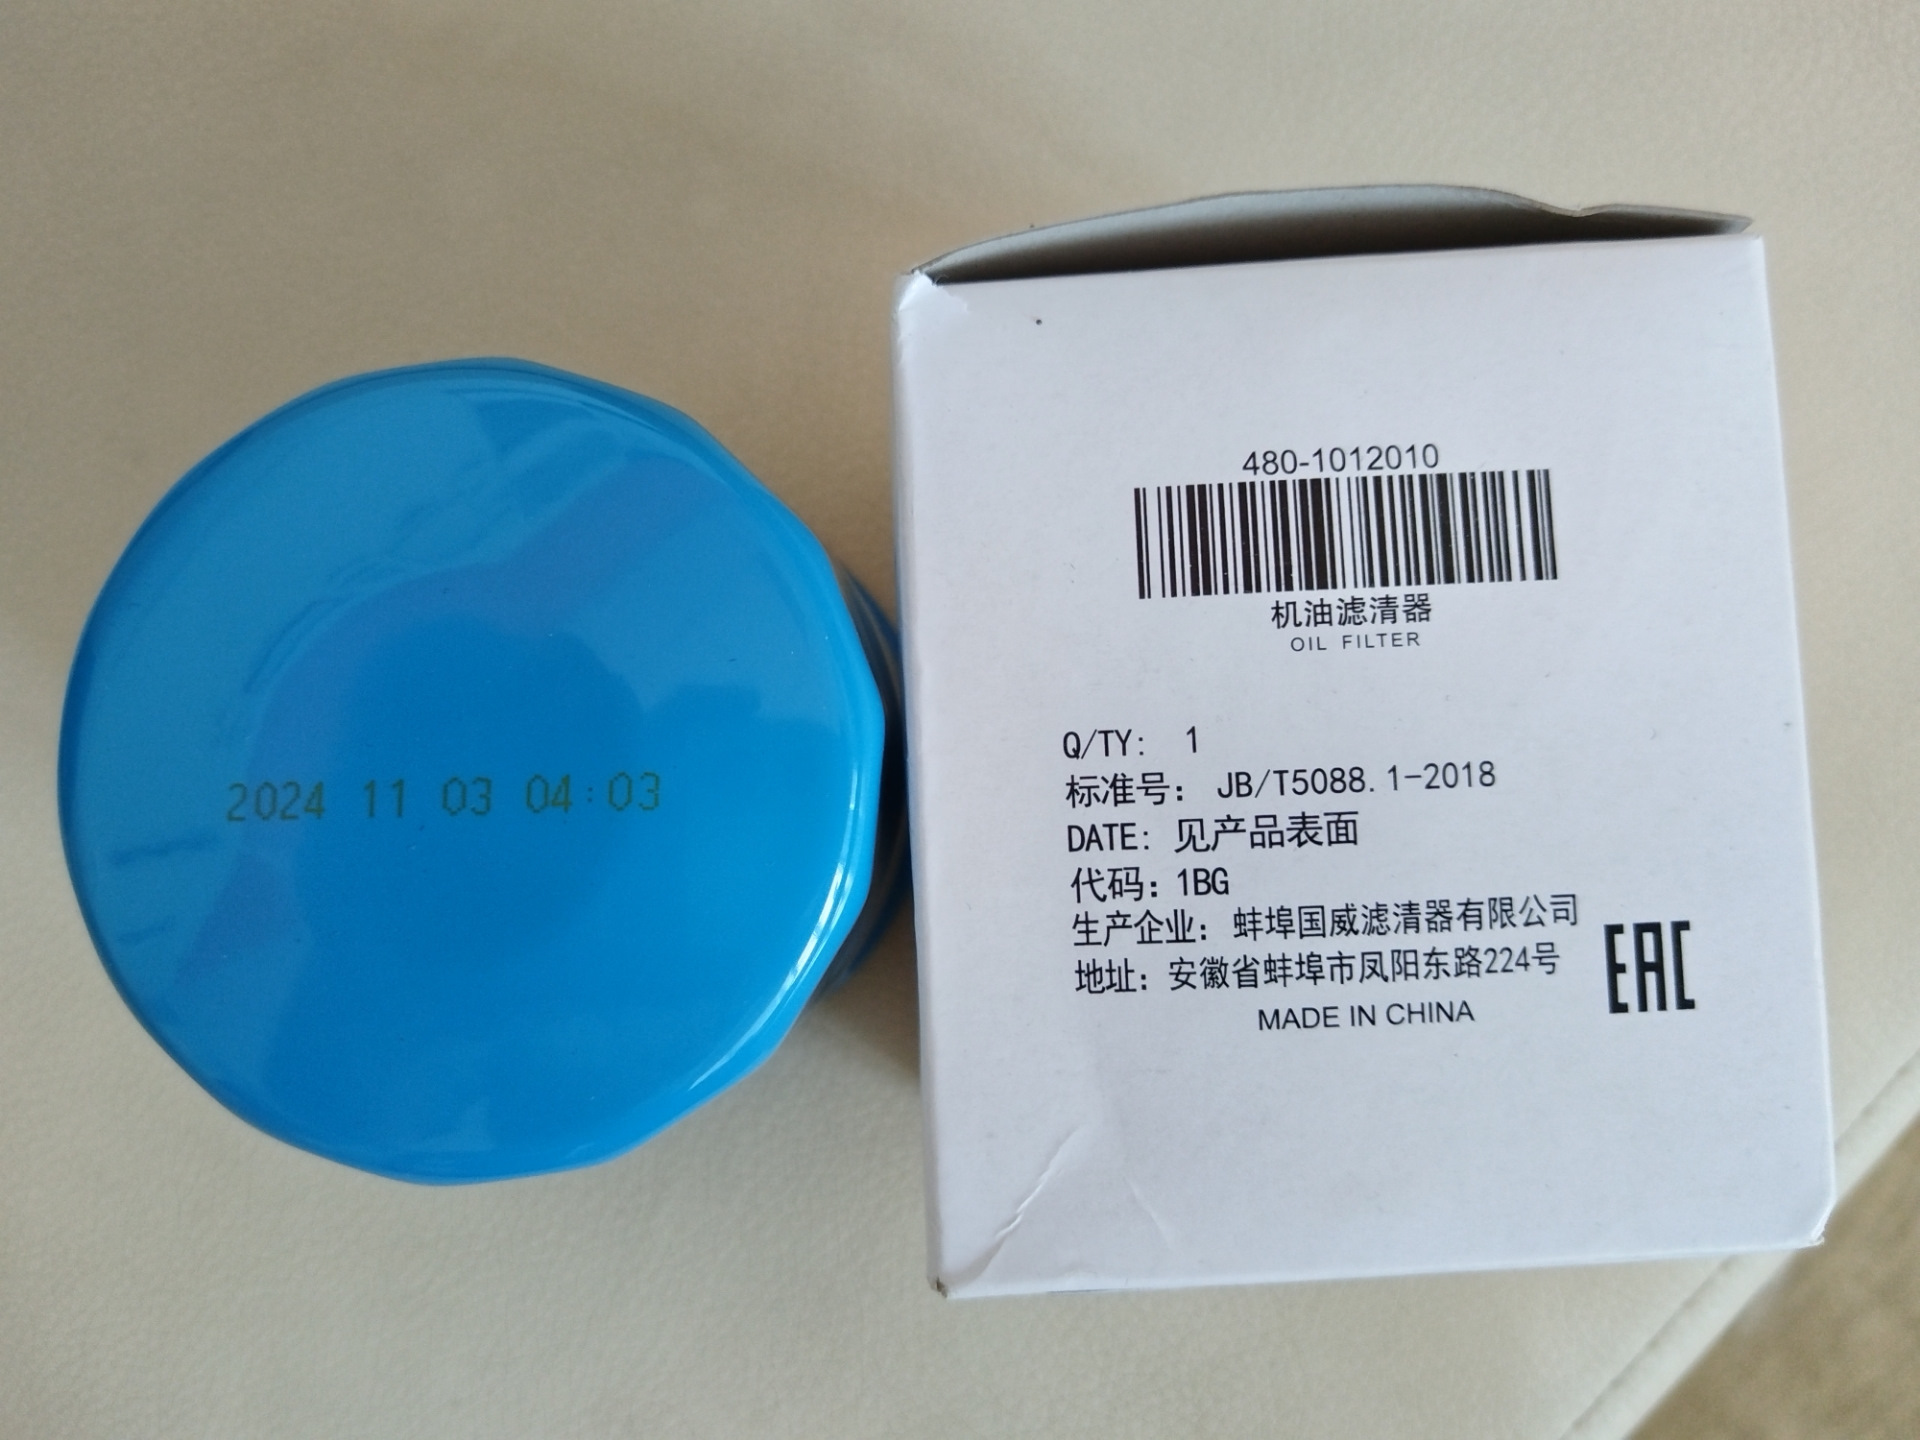 2024 11 03 04:03
480-1012010
机油滤清器
OIL FILTER
Q/TY: 1
标准号: JB/T5088.1-2018
DATE: 见产品表面
代码: 1BG
生产企业: 蚌埠国威滤清器有限公司
地址: 安徽省蚌埠市凤阳东路224号
EAC
MADE IN CHINA